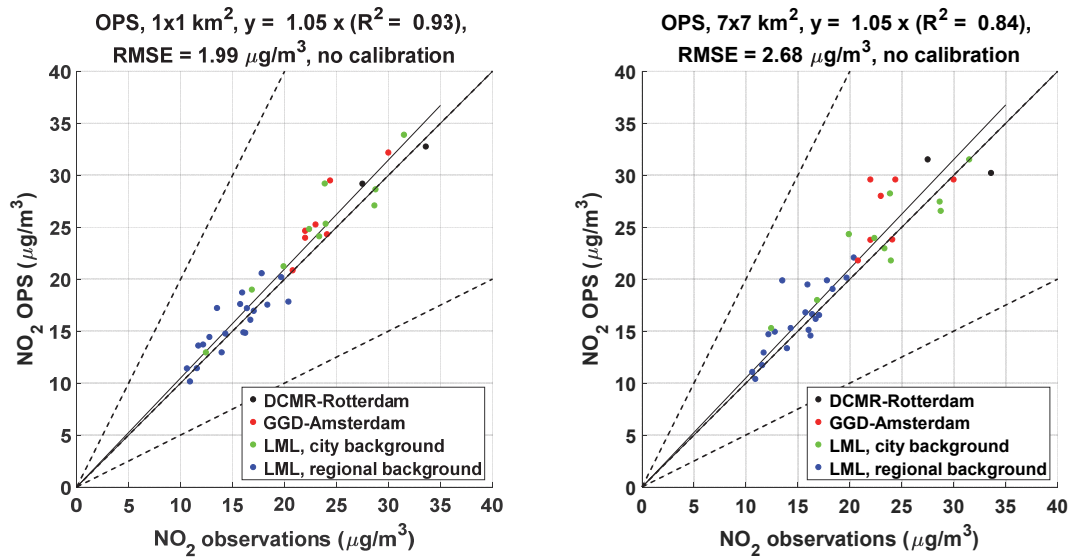 OPS, 1x1 km², y = 1.05 x (R² = 0.93),
RMSE = 1.99 μg/m³, no calibration
NO₂ OPS (μg/m³)
40
35
30
25
20
15
10
5
0
DCMR-Rotterdam
GGD-Amsterdam
LML, city background
LML, regional background
0 5 10 15 20 25 30 35 40
NO₂ observations (μg/m³)
OPS, 7x7 km², y = 1.05 x (R² = 0.84),
RMSE = 2.68 μg/m³, no calibration
NO₂ OPS (μg/m³)
40
35
30
25
20
15
10
5
0
DCMR-Rotterdam
GGD-Amsterdam
LML, city background
LML, regional background
0 5 10 15 20 25 30 35 40
NO₂ observations (μg/m³)